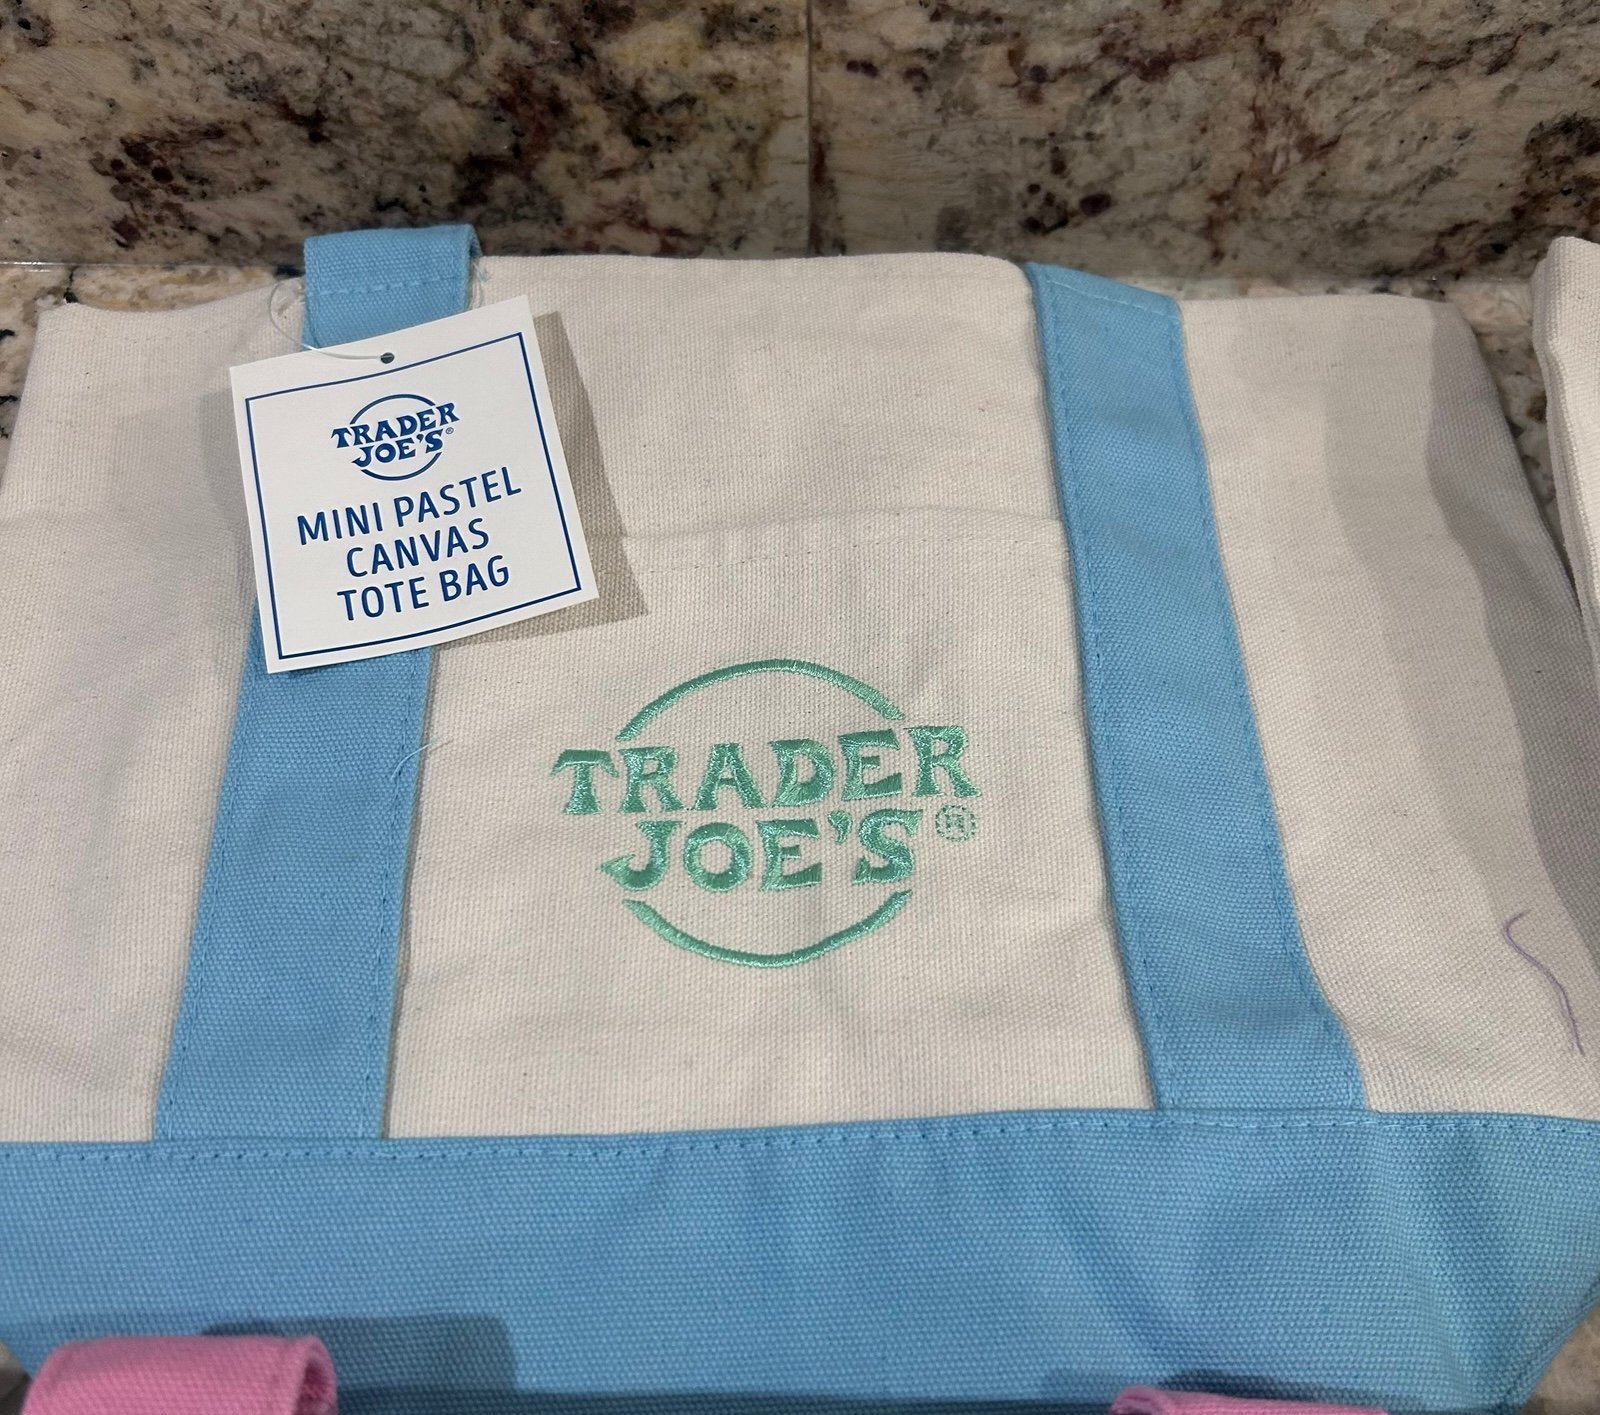 TRADER
JOE'S®
MINI PASTEL
CANVAS
TOTE BAG
TRADER
JOE'S®